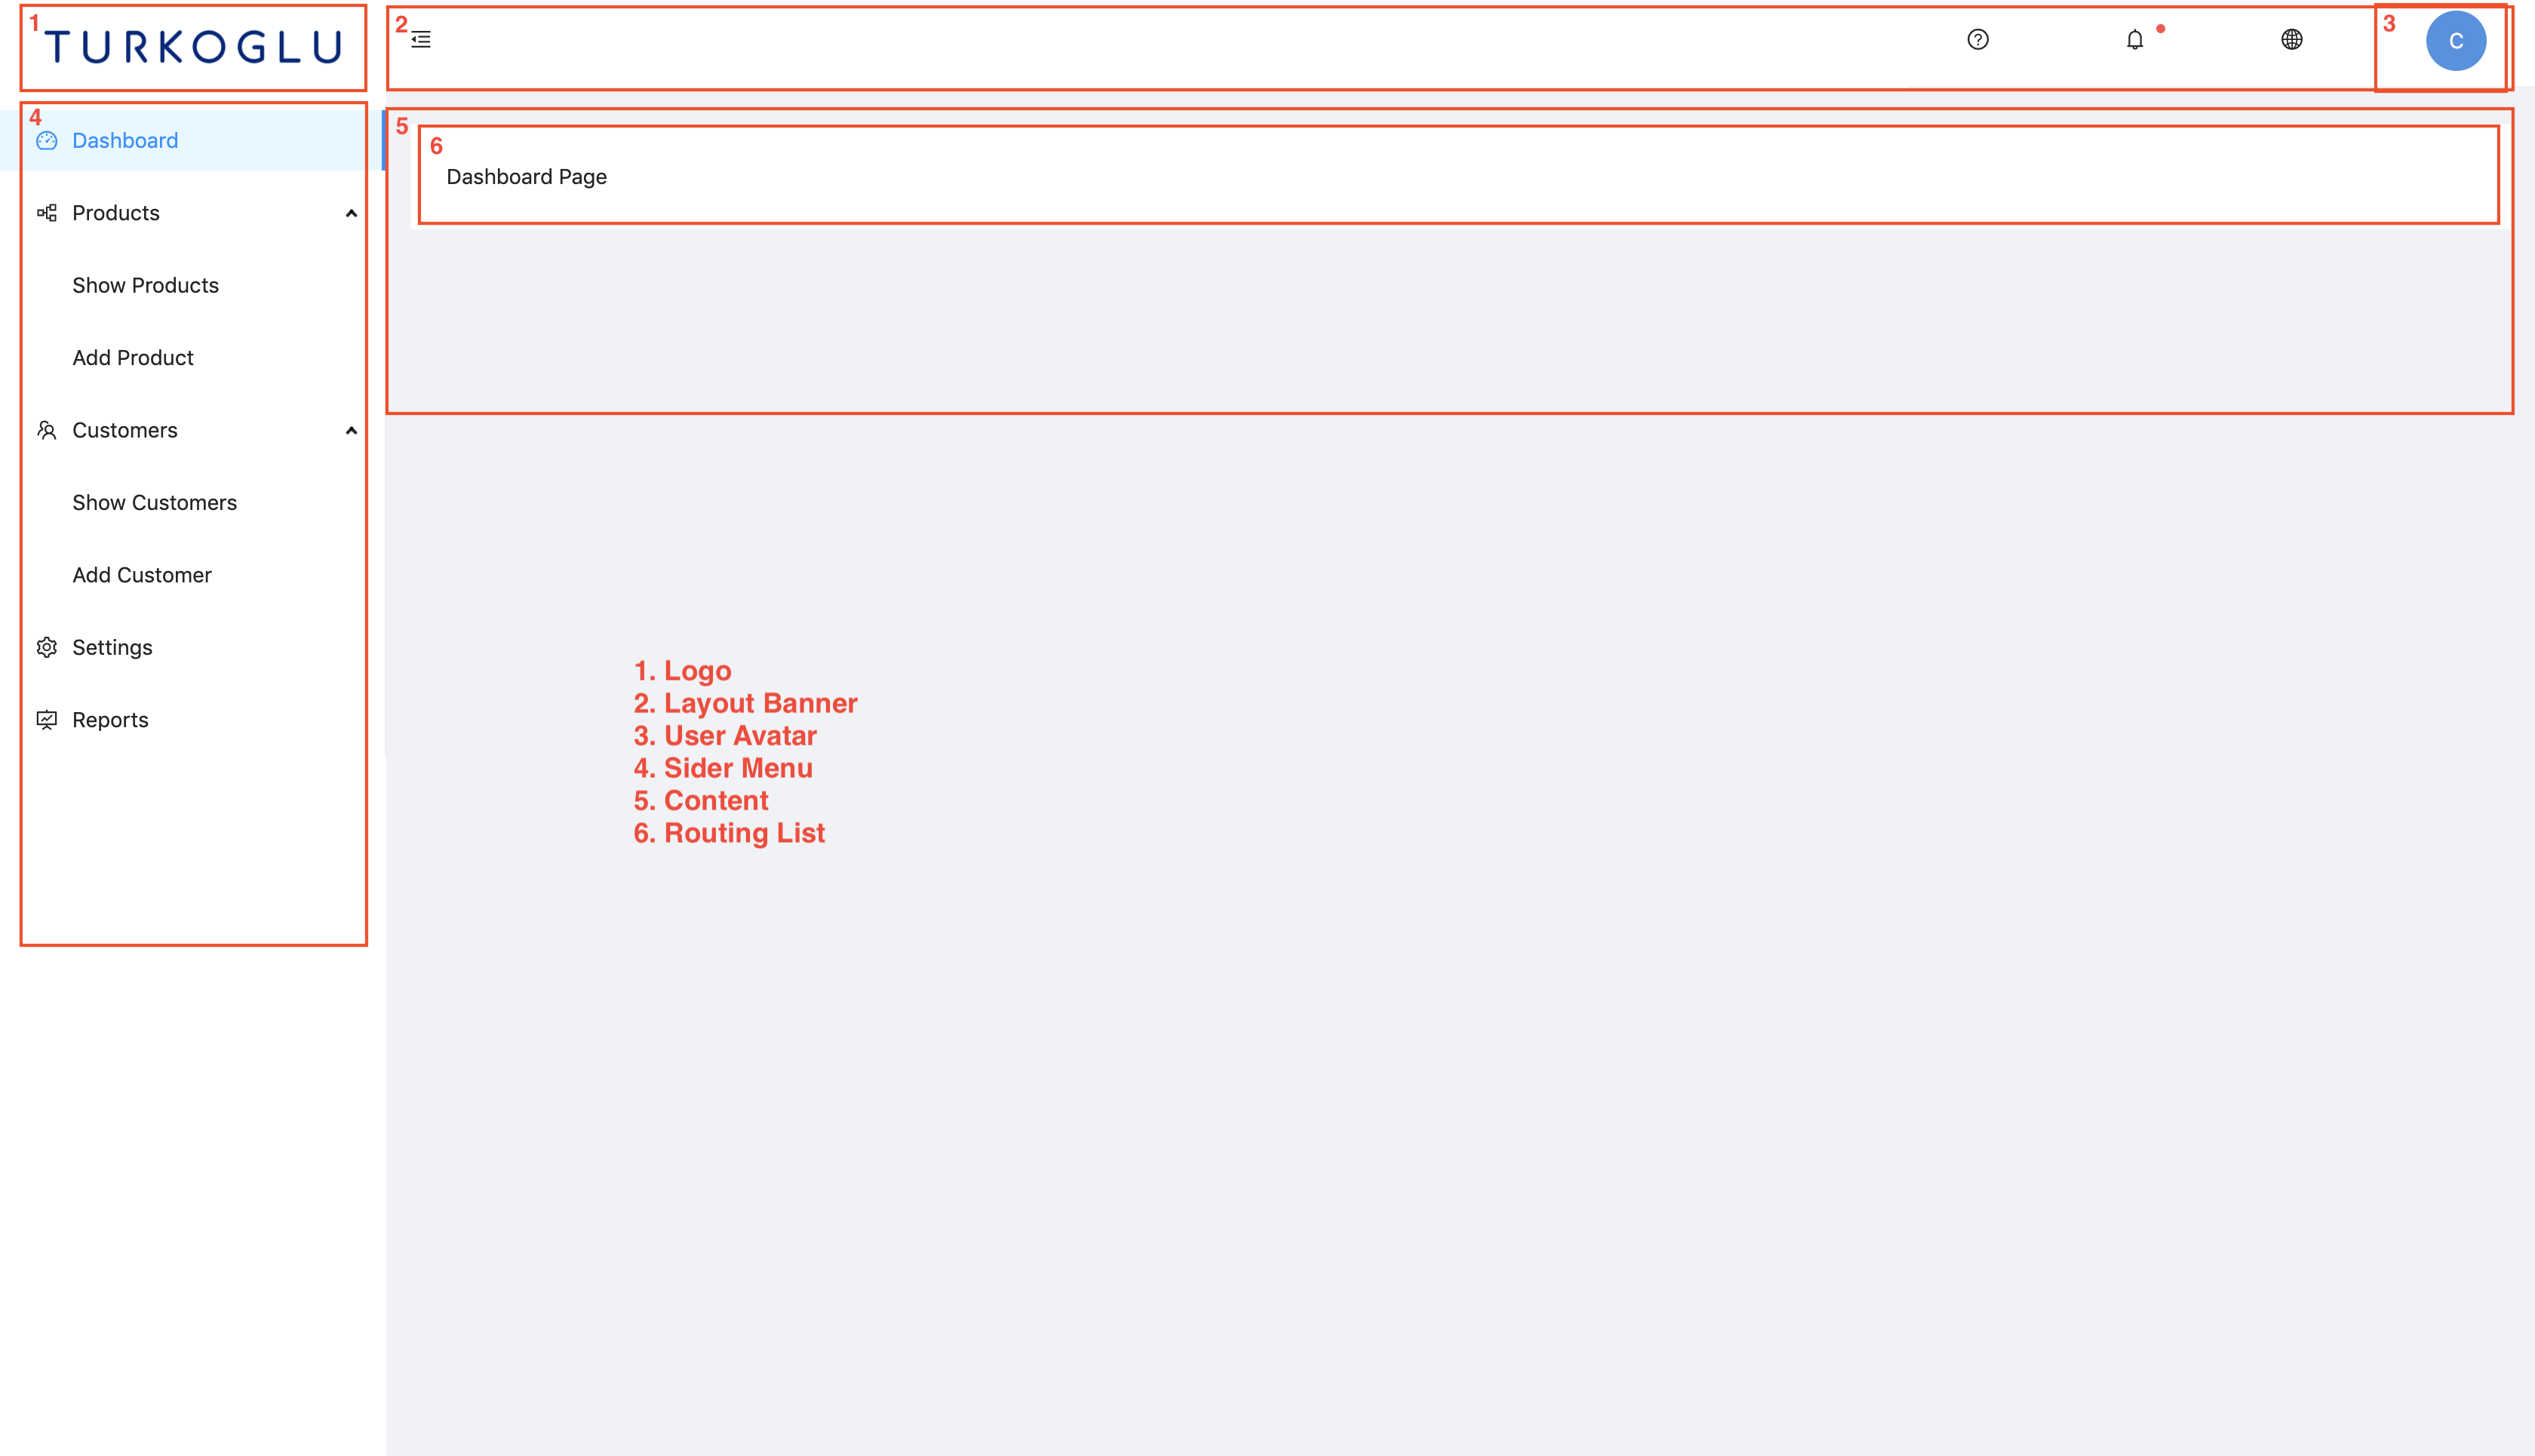 1
TURKOGLU
2
3
C
4
Dashboard
Products
Show Products
Add Product
Customers
Show Customers
Add Customer
Settings
Reports
5
6
Dashboard Page
1. Logo
2. Layout Banner
3. User Avatar
4. Sider Menu
5. Content
6. Routing List